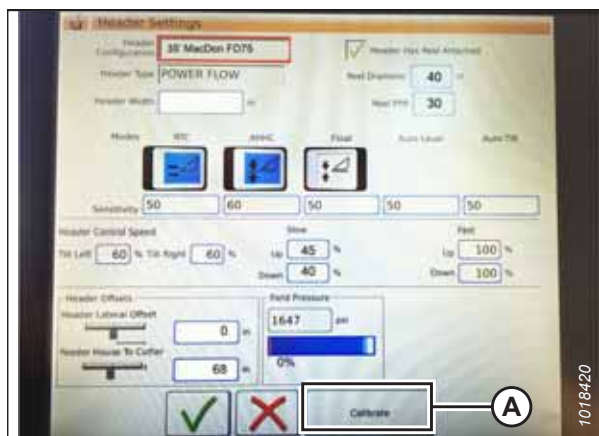 Header Settings
Header Configuration 35' MacDon FD75 Header Has Reel Attached
Header Type POWER FLOW Reel Diameter 40 in
Header Width in Reel PPR 30
Modes RTC AHHC Float Auto Level Auto Tilt
Sensitivity 50 60 50 50 50
Header Control Speed Slow Fast
Tilt Left 60 % Tilt Right 60 % Up 45 % Up 100 %
Down 40 % Down 100 %
Header Offsets Field Pressure
Header Lateral Offset 1647 psi
0 in
Feeder House To Cutter
68 in 0%
Calibrate A
1018420